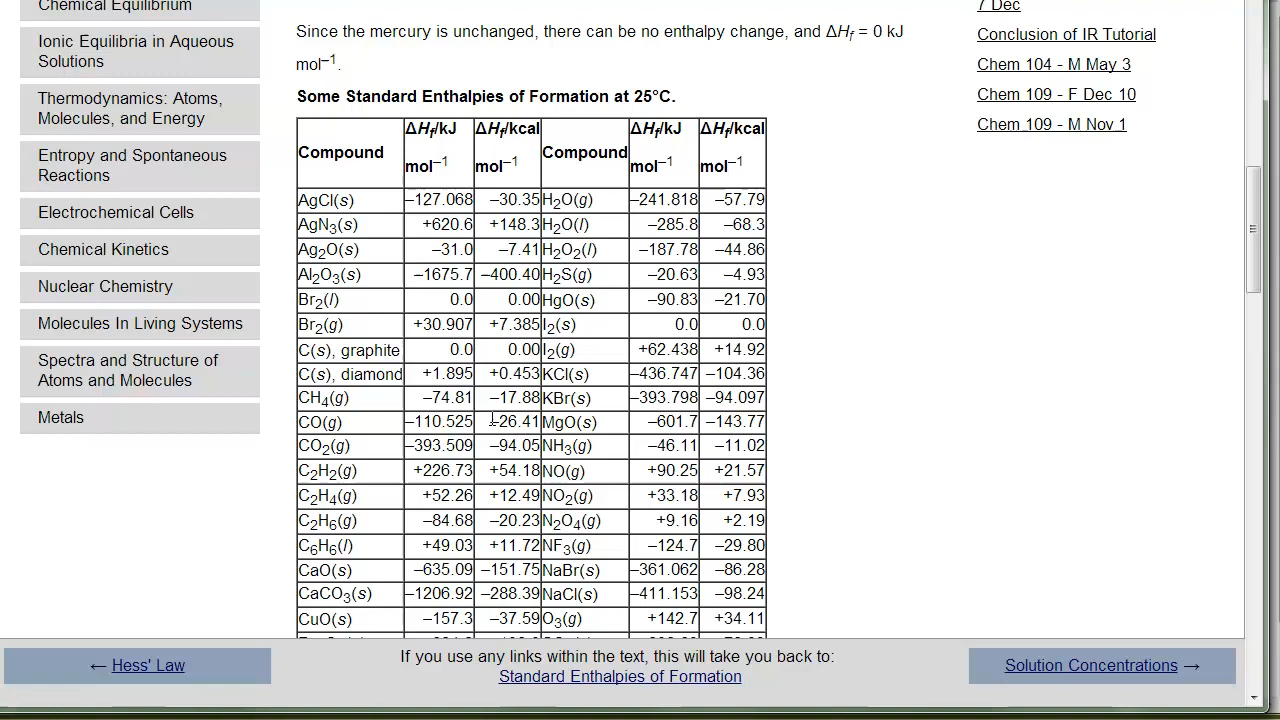 Chemical Equilibrium
Ionic Equilibria in Aqueous
Solutions
Thermodynamics: Atoms,
Molecules, and Energy
Entropy and Spontaneous
Reactions
Electrochemical Cells
Chemical Kinetics
Nuclear Chemistry
Molecules In Living Systems
Spectra and Structure of
Atoms and Molecules
Metals
Since the mercury is unchanged, there can be no enthalpy change, and ΔHf = 0 kJ
mol–1.
Some Standard Enthalpies of Formation at 25°C.
Compound ΔHf/kJ mol–1 ΔHf/kcal mol–1 Compound ΔHf/kJ mol–1 ΔHf/kcal mol–1
AgCl(s) –127.068 –30.35 H2O(g) –241.818 –57.79
AgN3(s) +620.6 +148.3 H2O(l) –285.8 –68.3
Ag2O(s) –31.0 –7.41 H2O2(l) –187.78 –44.86
Al2O3(s) –1675.7 –400.40 H2S(g) –20.63 –4.93
Br2(l) 0.0 0.00 HgO(s) –90.83 –21.70
Br2(g) +30.907 +7.385 I2(s) 0.0 0.0
C(s), graphite 0.0 0.00 I2(g) +62.438 +14.92
C(s), diamond +1.895 +0.453 KCl(s) –436.747 –104.36
CH4(g) –74.81 –17.88 KBr(s) –393.798 –94.097
CO(g) –110.525 –26.41 MgO(s) –601.7 –143.77
CO2(g) –393.509 –94.05 NH3(g) –46.11 –11.02
C2H2(g) +226.73 +54.18 NO(g) +90.25 +21.57
C2H4(g) +52.26 +12.49 NO2(g) +33.18 +7.93
C2H6(g) –84.68 –20.23 N2O4(g) +9.16 +2.19
C6H6(l) +49.03 +11.72 NF3(g) –124.7 –29.80
CaO(s) –635.09 –151.75 NaBr(s) –361.062 –86.28
CaCO3(s) –1206.92 –288.39 NaCl(s) –411.153 –98.24
CuO(s) –157.3 –37.59 O3(g) +142.7 +34.11
7 Dec
Conclusion of IR Tutorial
Chem 104 - M May 3
Chem 109 - F Dec 10
Chem 109 - M Nov 1
← Hess' Law
If you use any links within the text, this will take you back to:
Standard Enthalpies of Formation
Solution Concentrations →